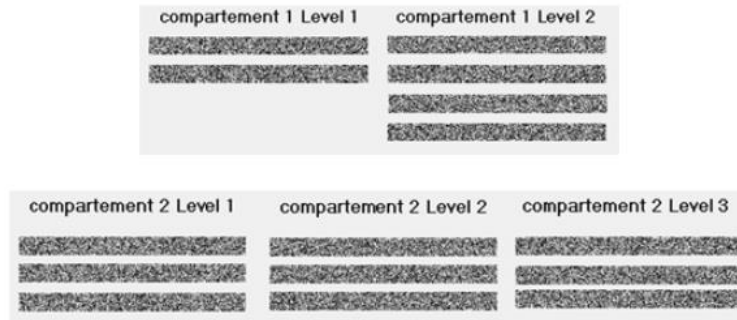 compartement 1 Level 1
compartement 1 Level 2
compartement 2 Level 1
compartement 2 Level 2
compartement 2 Level 3